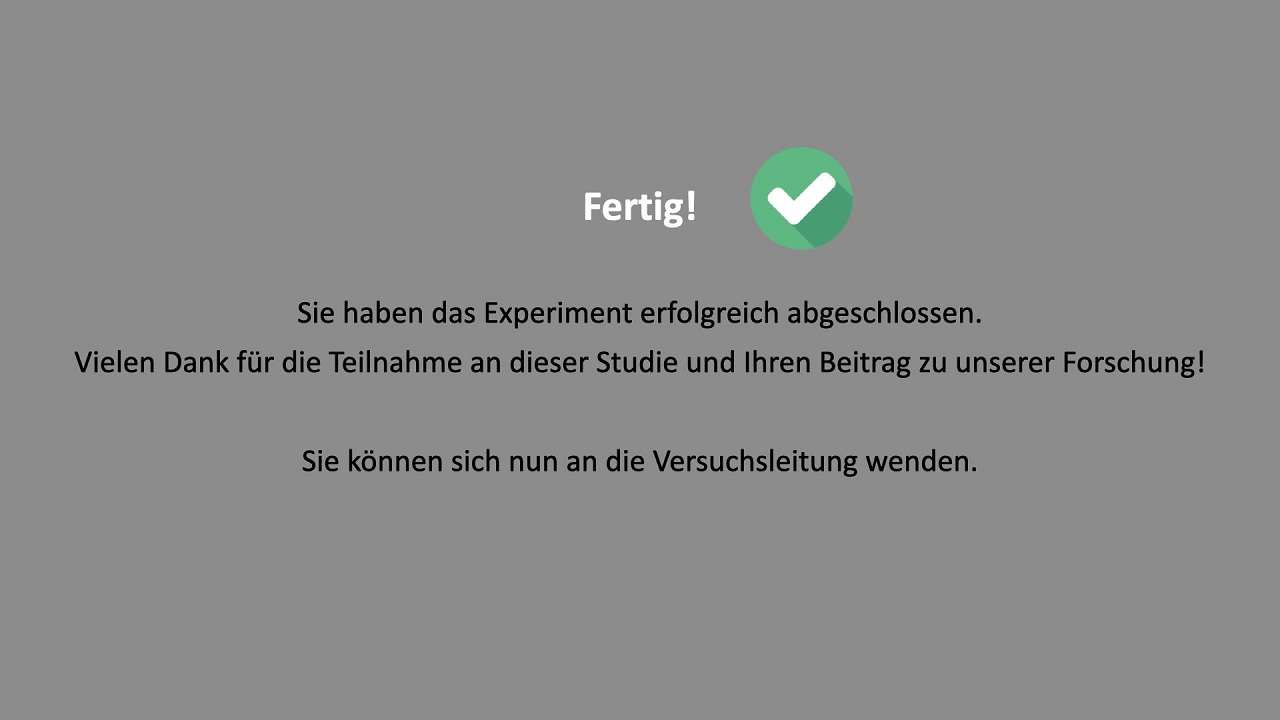 Fertig!
Sie haben das Experiment erfolgreich abgeschlossen.
Vielen Dank für die Teilnahme an dieser Studie und Ihren Beitrag zu unserer Forschung!
Sie können sich nun an die Versuchsleitung wenden.